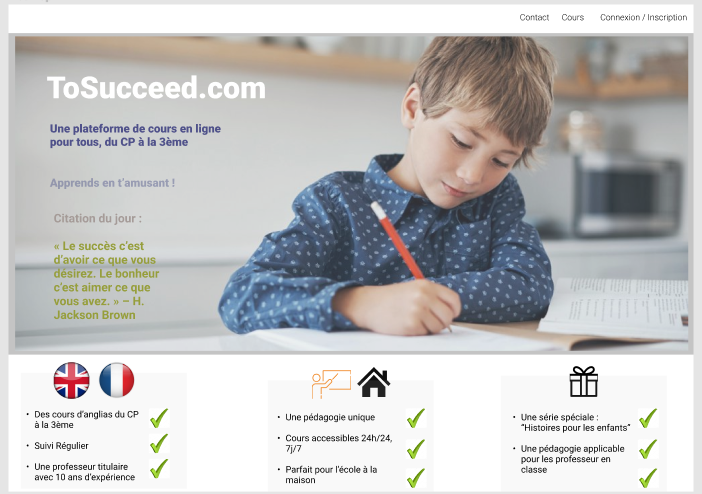 Contact Cours Connexion / Inscription
ToSucceed.com
Une plateforme de cours en ligne
pour tous, du CP à la 3ème
Apprends en t'amusant !
Citation du jour :
« Le succès c'est
d'avoir ce que vous
désirez. Le bonheur
c'est aimer ce que
vous avez. » – H.
Jackson Brown
• Des cours d'anglias du CP
à la 3ème
• Suivi Régulier
• Une professeur titulaire
avec 10 ans d'expérience
• Une pédagogie unique
• Cours accessibles 24h/24,
7j/7
• Parfait pour l'école à la
maison
• Une série spéciale :
“Histoires pour les enfants”
• Une pédagogie applicable
pour les professeur en
classe